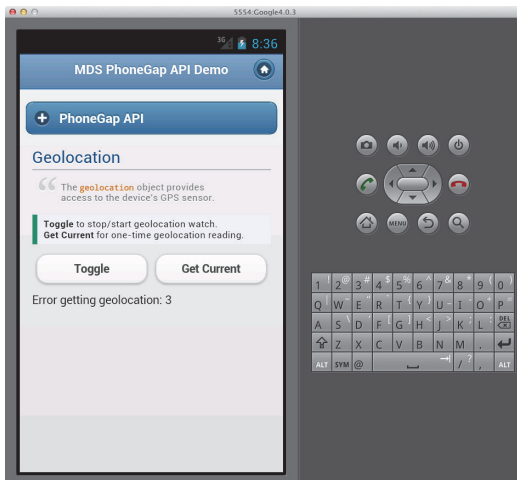 5554:Google4.0.3
3G 8:36
MDS PhoneGap API Demo
PhoneGap API
Geolocation
The geolocation object provides
access to the device's GPS sensor.
Toggle to stop/start geolocation watch.
Get Current for one-time geolocation reading.
Toggle Get Current
Error getting geolocation: 3
MENU
1 ! 2 @ 3 # 4 $ 5 % 6 ^ 7 & 8 * 9 ( 0 )
Q W E R T { Y } U - I O + P =
A S \ D F [ G ] H < J > K ; L : DEL
Z X C V B N M .
ALT SYM @ / ? , ALT